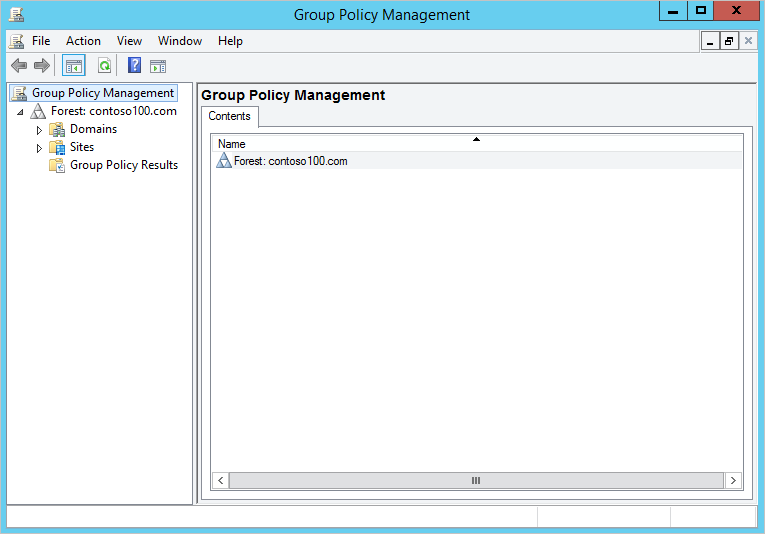 Group Policy Management
File Action View Window Help
Group Policy Management
Forest: contoso100.com
Domains
Sites
Group Policy Results
Group Policy Management
Contents
Name
Forest: contoso100.com